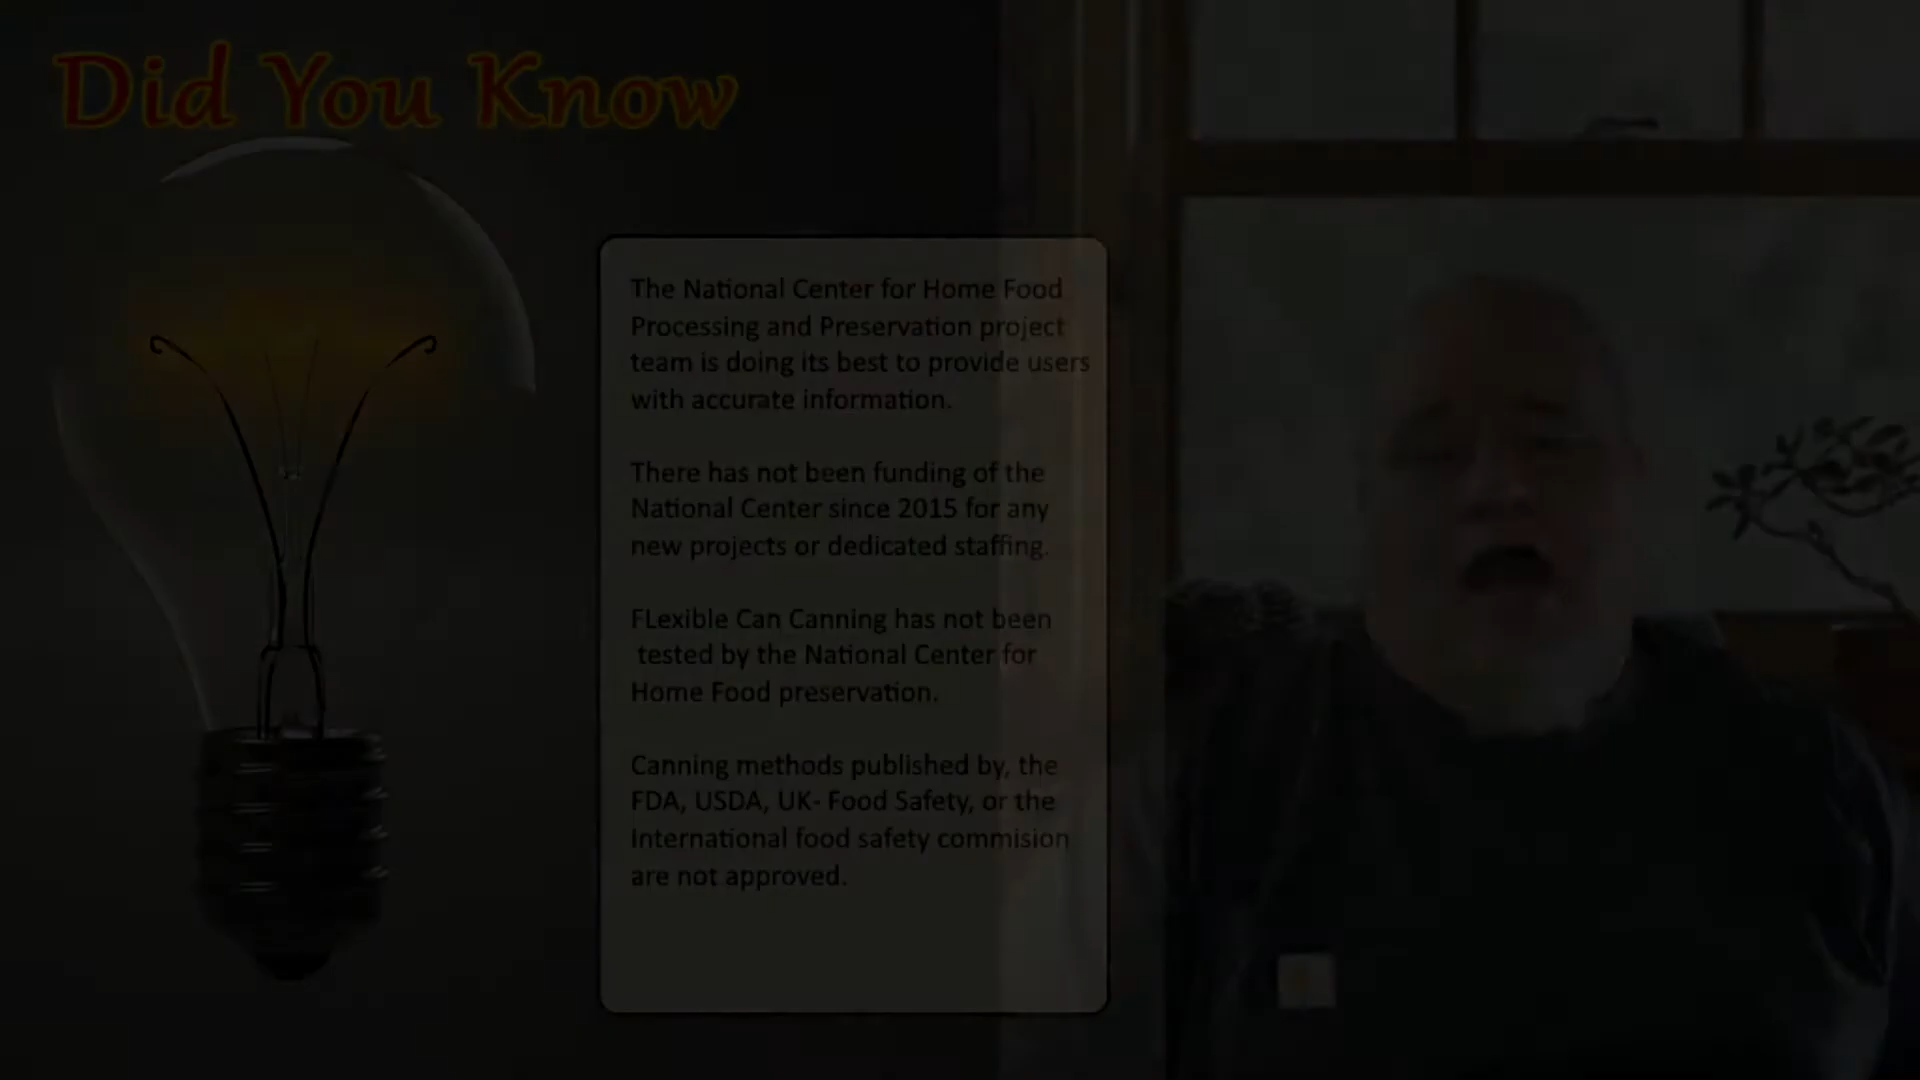 Did You Know
The National Center for Home Food
Processing and Preservation project
team is doing its best to provide users
with accurate information.
There has not been funding of the
National Center since 2015 for any
new projects or dedicated staffing.
FLexible Can Canning has not been
tested by the National Center for
Home Food preservation.
Canning methods published by, the
FDA, USDA, UK- Food Safety, or the
International food safety commision
are not approved.